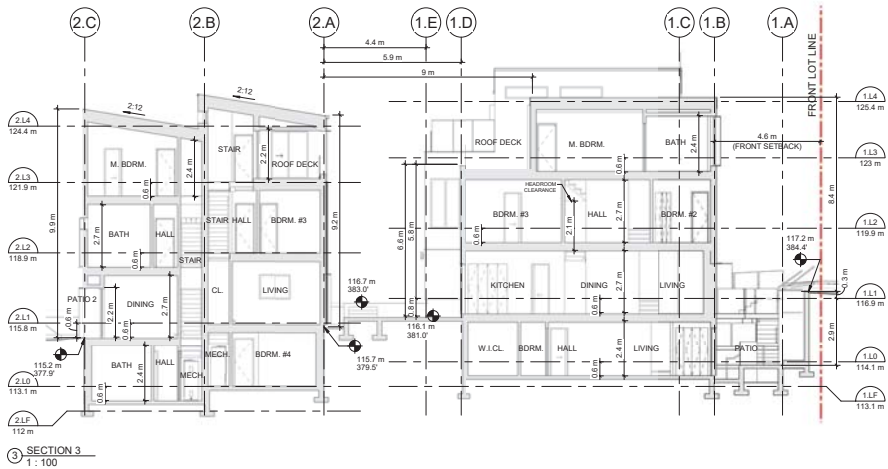 2.C
2.B
2.A
1.E
1.D
1.C
1.B
1.A
4.4 m
5.9 m
9 m
FRONT LOT LINE
2:12
2:12
2.L4
124.4 m
2.L3
121.9 m
2.L2
118.9 m
2.L1
115.8 m
2.L0
113.1 m
2.LF
112 m
1.L4
125.4 m
1.L3
123 m
1.L2
119.9 m
1.L1
116.9 m
1.L0
114.1 m
1.LF
113.1 m
STAIR
ROOF DECK
2.2 m
M. BDRM.
2.4 m
0.6 m
9.9 m
9.2 m
BATH
2.7 m
HALL
STAIR
HALL
BDRM. #3
0.6 m
STAIR
PATIO 2
DINING
2.2 m
2.7 m
0.6 m
0.6 m
CL.
LIVING
115.2 m
377.9'
BATH
2.4 m
HALL
0.6 m
MECH.
MECH.
BDRM. #4
116.7 m
383.0'
115.7 m
379.5'
116.1 m
381.0'
6.6 m
5.8 m
0.8 m
ROOF DECK
M. BDRM.
BATH
2.4 m
0.6 m
4.6 m
(FRONT SETBACK)
8.4 m
HEADROOM
CLEARANCE
BDRM. #3
0.6 m
2.1 m
HALL
2.7 m
BDRM. #2
117.2 m
384.4'
0.3 m
KITCHEN
DINING
0.6 m
2.7 m
LIVING
2.9 m
W.I.CL.
BDRM.
HALL
0.6 m
LIVING
2.4 m
PATIO
3
SECTION 3
1 : 100